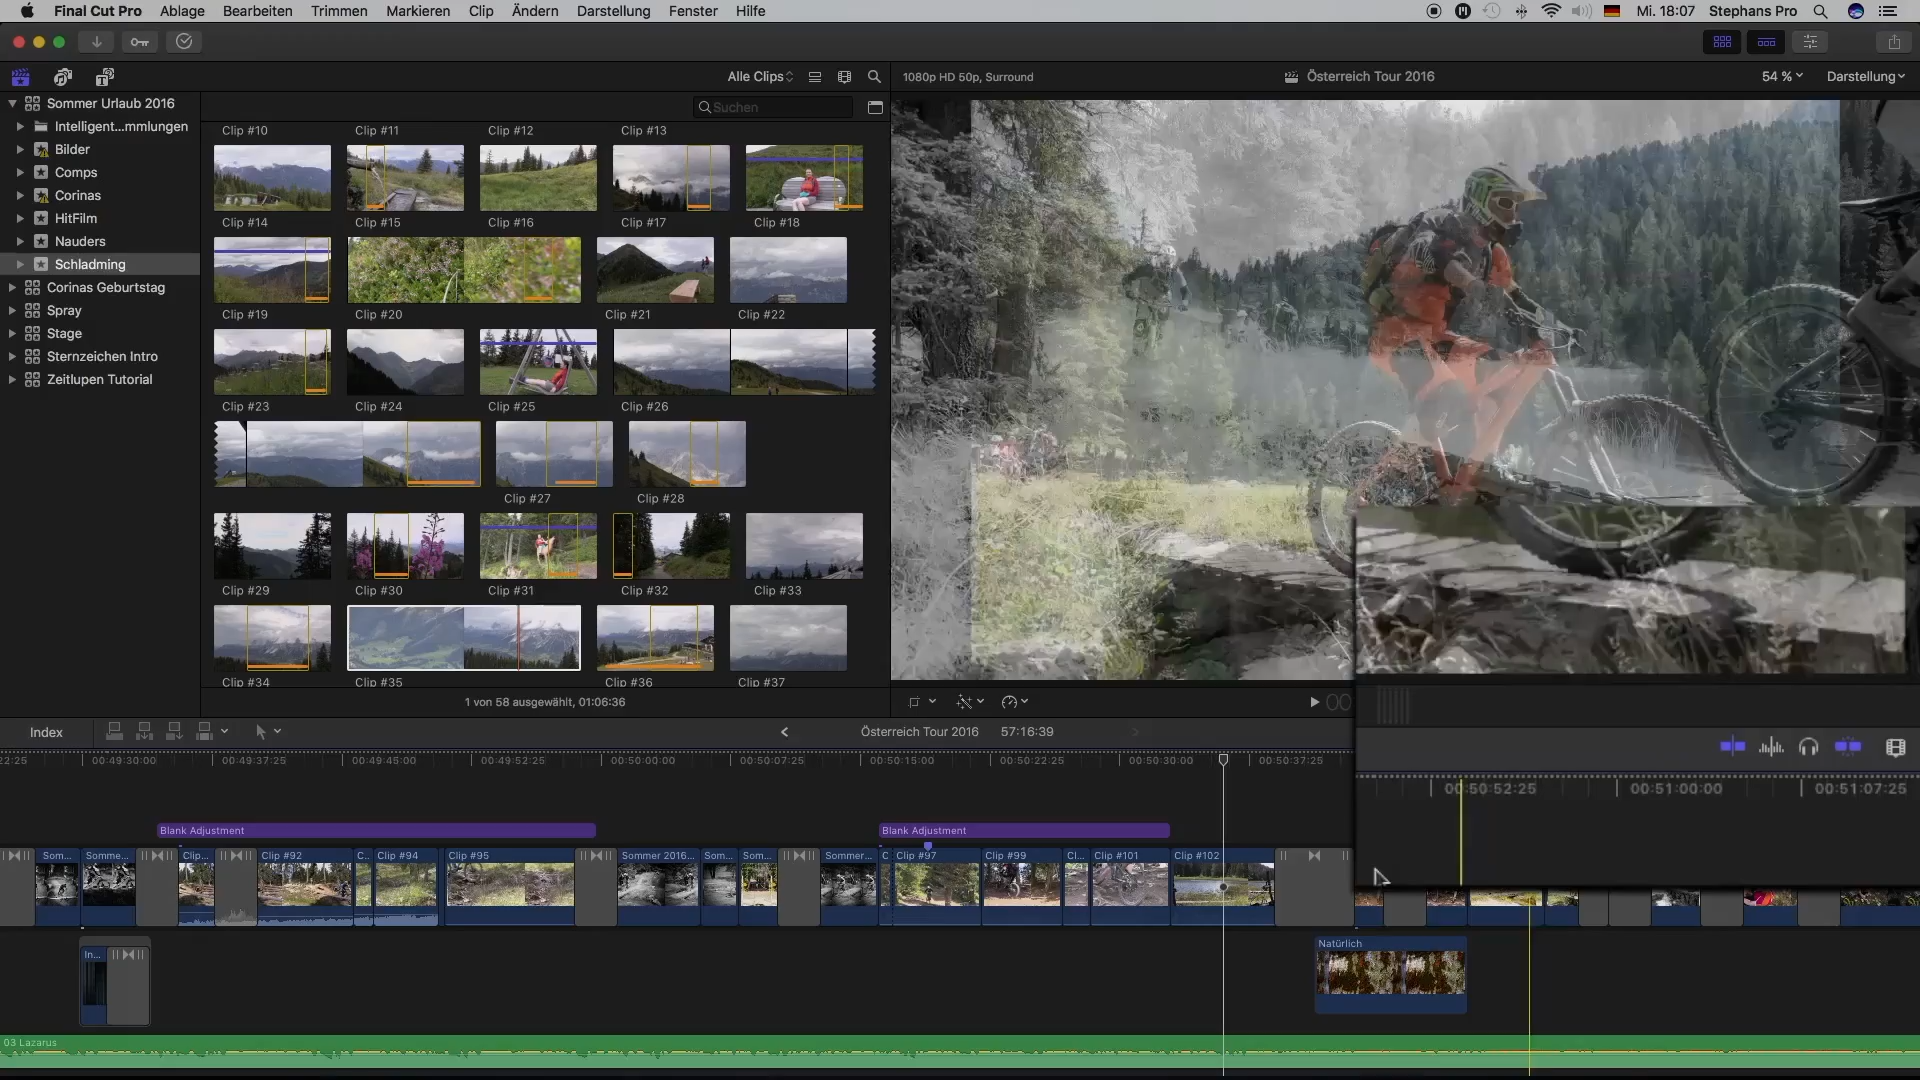 Final Cut Pro Ablage Bearbeiten Trimmen Markieren Clip Ändern Darstellung Fenster Hilfe Mi. 18:07 Stephans Pro
Alle Clips 1080p HD 50p, Surround Österreich Tour 2016 54 % Darstellung
Suchen
Sommer Urlaub 2016
Intelligent...mmlungen
Bilder
Comps
Corinas
HitFilm
Nauders
Schladming
Corinas Geburtstag
Spray
Stage
Sternzeichen Intro
Zeitlupen Tutorial
Clip #10 Clip #11 Clip #12 Clip #13
Clip #14 Clip #15 Clip #16 Clip #17 Clip #18
Clip #19 Clip #20 Clip #21 Clip #22
Clip #23 Clip #24 Clip #25 Clip #26
Clip #27 Clip #28
Clip #29 Clip #30 Clip #31 Clip #32 Clip #33
Clip #34 Clip #35 Clip #36 Clip #37
1 von 58 ausgewählt, 01:06:36
Index Österreich Tour 2016 57:16:39
22:25 00:49:30:00 00:49:37:25 00:49:45:00 00:49:52:25 00:50:00:00 00:50:07:25 00:50:15:00 00:50:22:25 00:50:30:00 00:50:37:25
00:50:52:25 00:51:00:00 00:51:07:25
Blank Adjustment Blank Adjustment
Som... Somme... Clip... Clip #92 C... Clip #94 Clip #95 Sommer 2016... Som... Som... Sommer... C Clip #97 Clip #99 Cl... Clip #101 Clip #102
Natürlich
In...
03 Lazarus